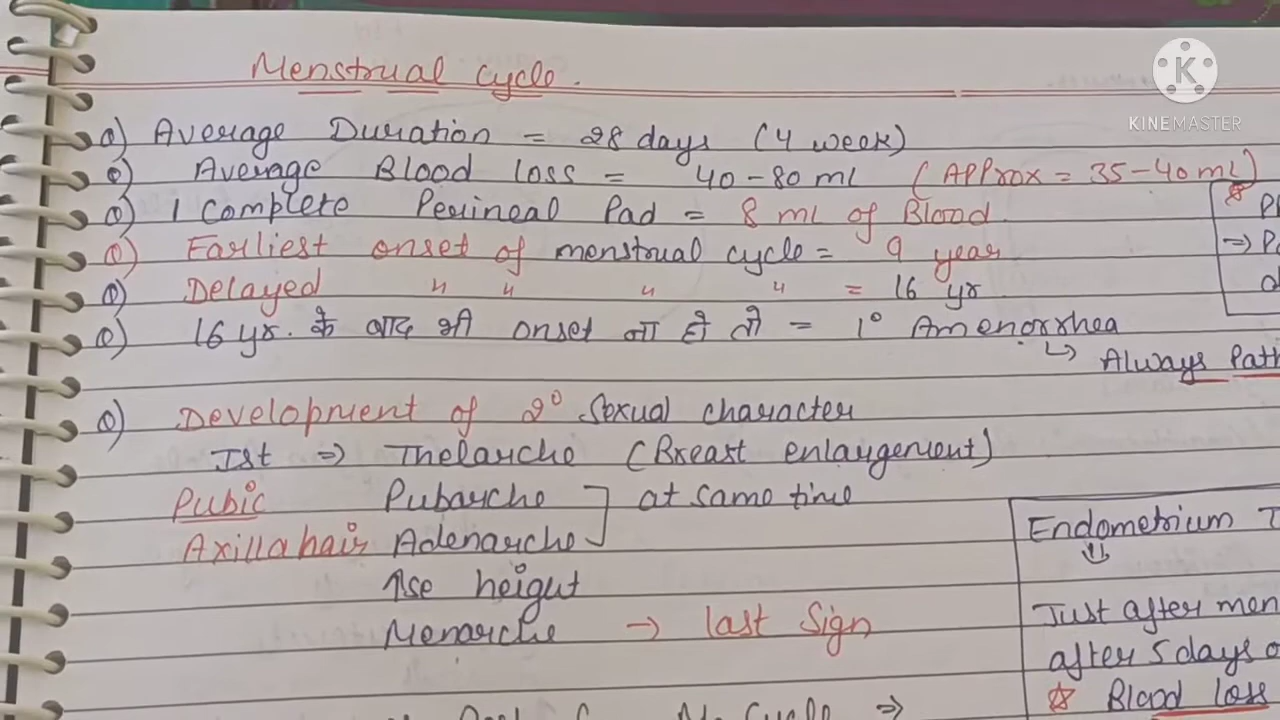 Menstrual Cycle.
KINEMASTER
Average Duration = 28 days (4 week)
Average Blood loss = 40-80 ml (Approx = 35-40 ml)
1 Complete Perineal Pad = 8 ml of Blood
Earliest onset of menstrual cycle = 9 year
Delayed " " " " = 16 yr
16 yr. के बाद भी onset ना हो तो = 1° Amenorrhea
↳ Always Path
Development of 2° Sexual character
Ist ⇒ Thelarche (Breast enlargement)
Pubic Pubarche ] at same time
Axilla hair Adenarche
↑se height
Menarche → last Sign
Endometrium
⇓
Just after men
after 5 days
☆ Blood loss
Cycle ⇒